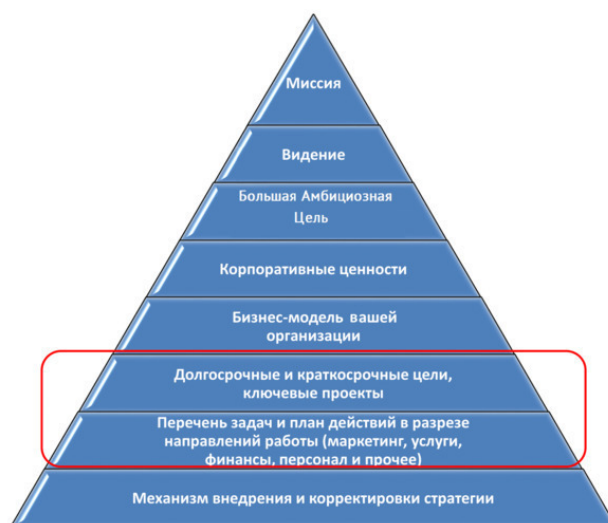 Миссия
Видение
Большая Амбициозная
Цель
Корпоративные ценности
Бизнес-модель вашей
организации
Долгосрочные и краткосрочные цели,
ключевые проекты
Перечень задач и план действий в разрезе
направлений работы (маркетинг, услуги,
финансы, персонал и прочее)
Механизм внедрения и корректировки стратегии